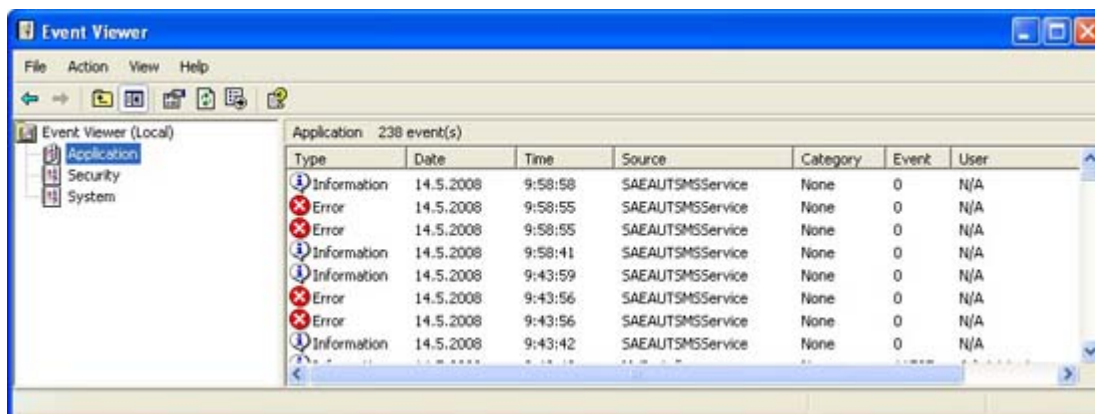 Event Viewer
File Action View Help
Event Viewer (Local)
Application
Security
System
Application 238 event(s)
Type Date Time Source Category Event User
Information 14.5.2008 9:58:58 SAEAUTSMSService None 0 N/A
Error 14.5.2008 9:58:55 SAEAUTSMSService None 0 N/A
Error 14.5.2008 9:58:55 SAEAUTSMSService None 0 N/A
Information 14.5.2008 9:58:41 SAEAUTSMSService None 0 N/A
Information 14.5.2008 9:43:59 SAEAUTSMSService None 0 N/A
Error 14.5.2008 9:43:56 SAEAUTSMSService None 0 N/A
Error 14.5.2008 9:43:56 SAEAUTSMSService None 0 N/A
Information 14.5.2008 9:43:42 SAEAUTSMSService None 0 N/A